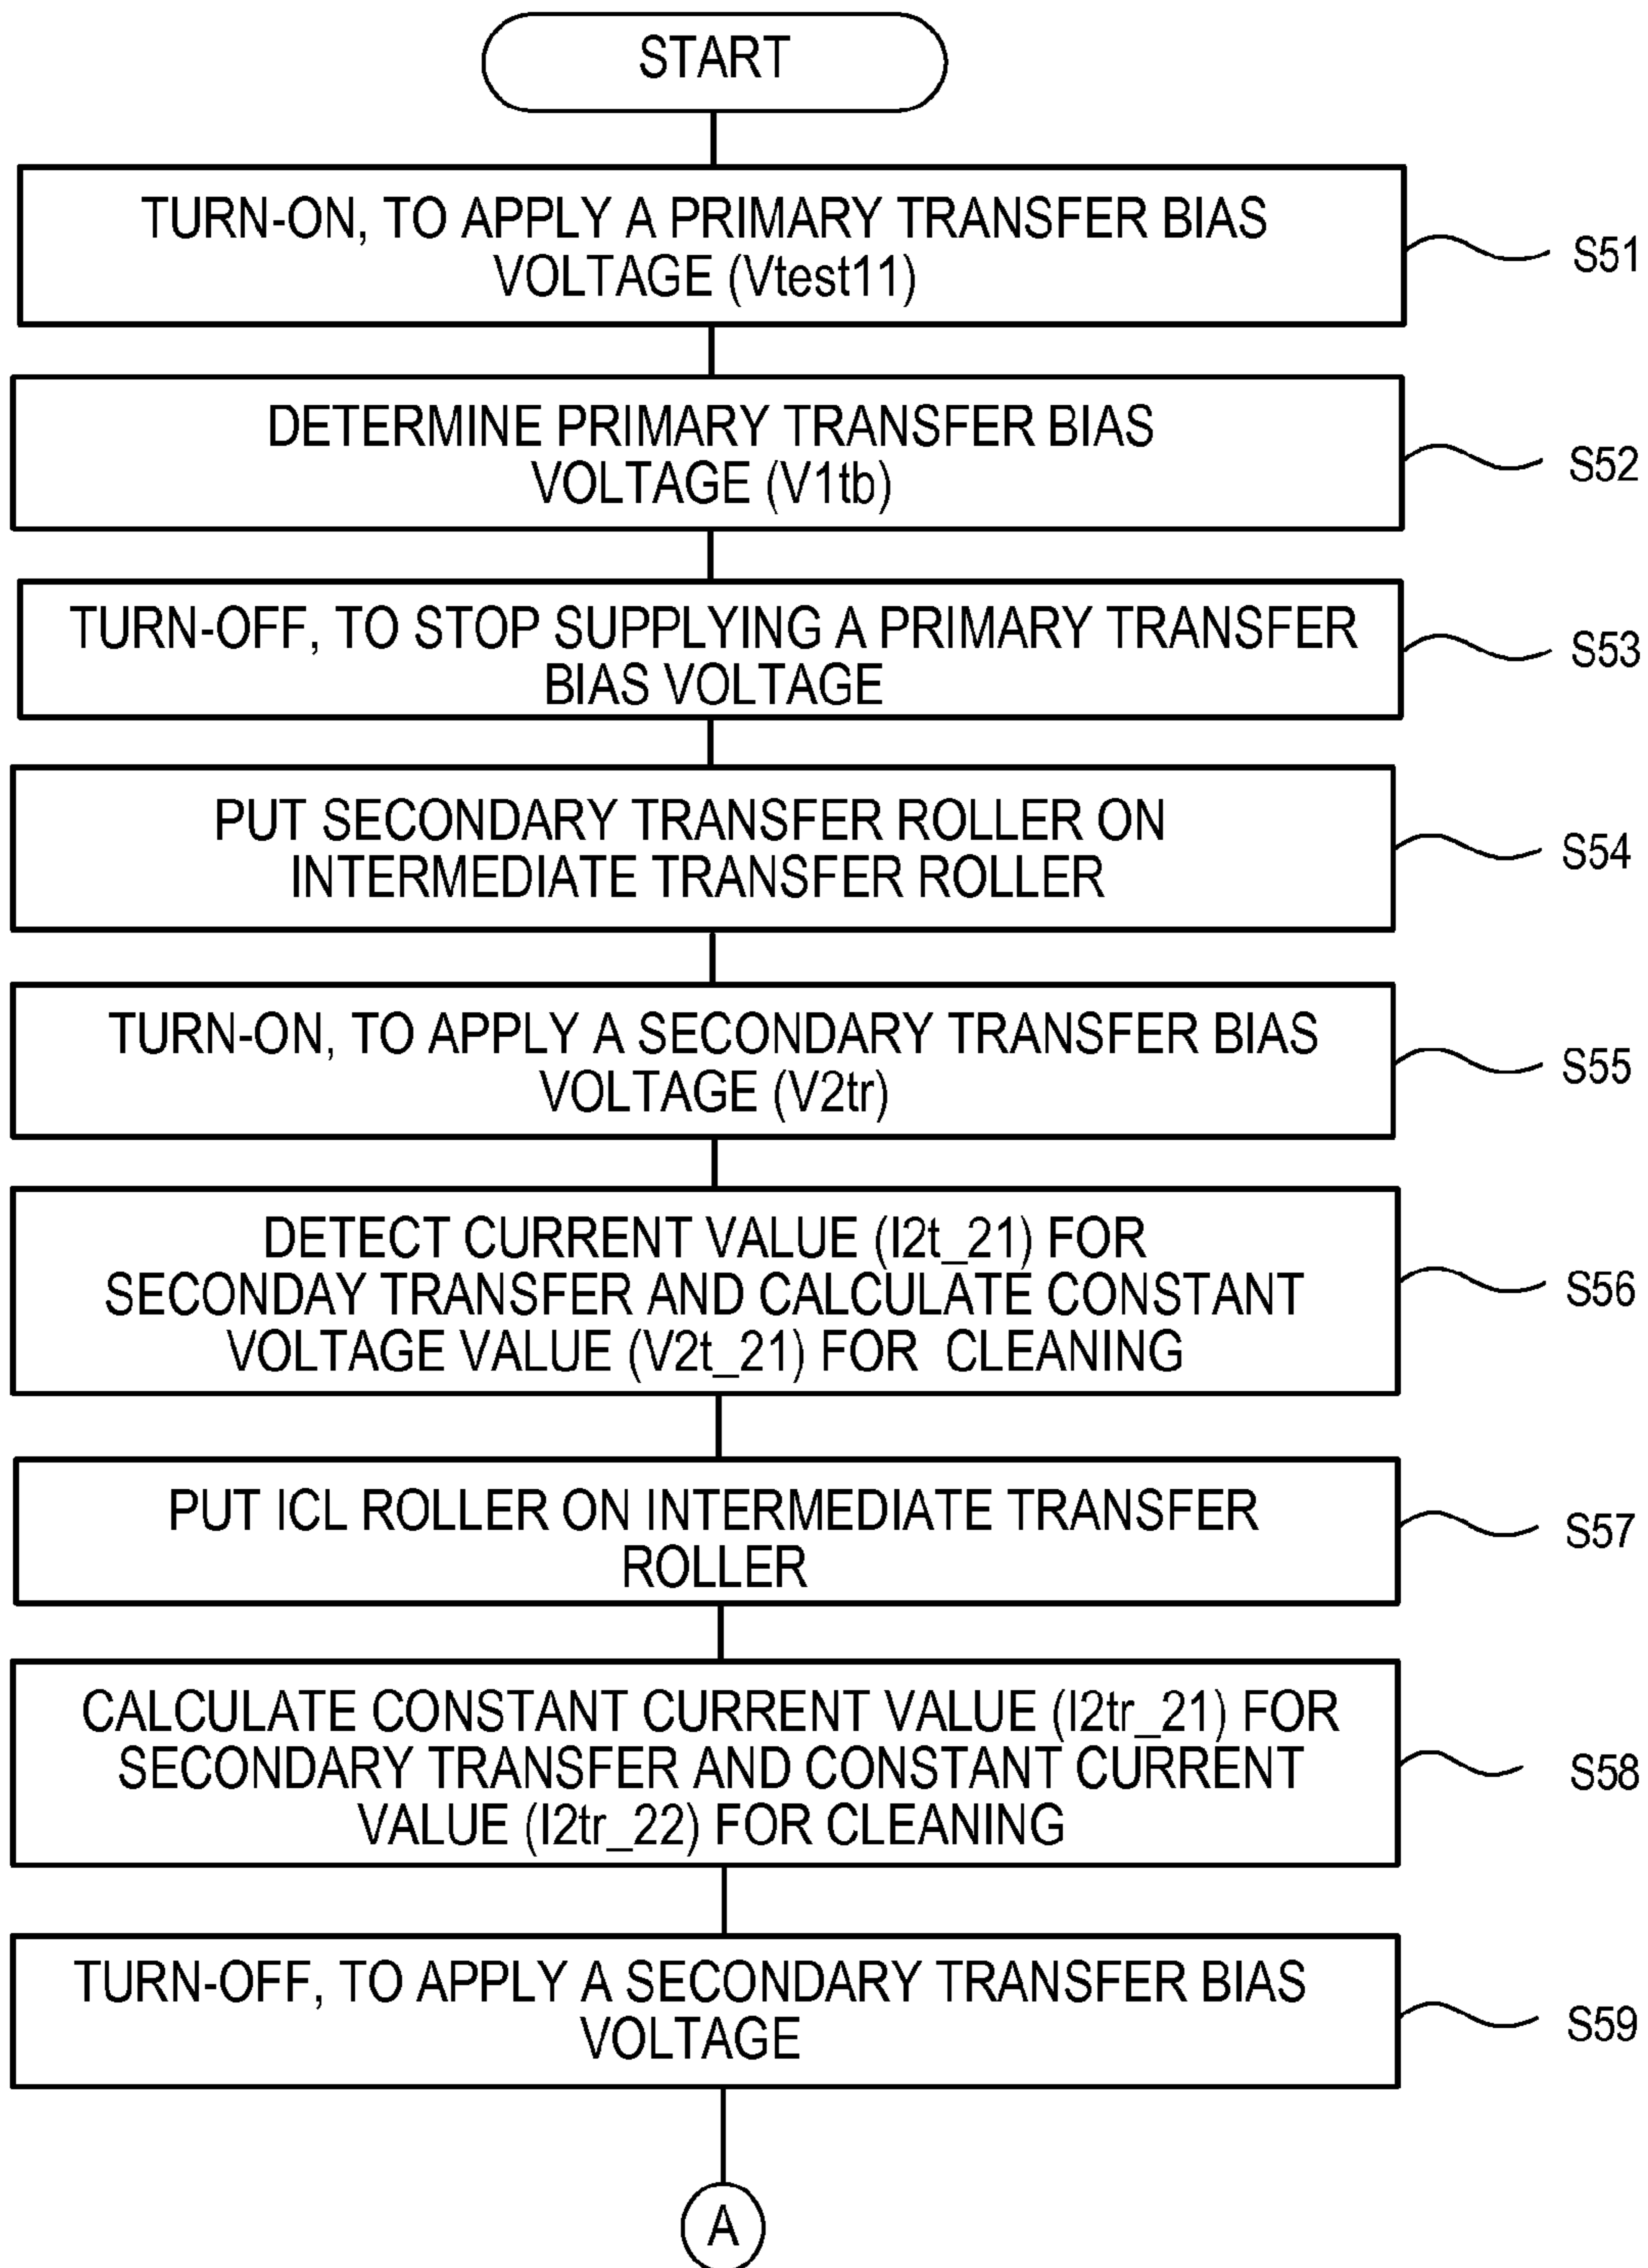 START
TURN-ON, TO APPLY A PRIMARY TRANSFER BIAS
VOLTAGE (Vtest11)
S51
DETERMINE PRIMARY TRANSFER BIAS
VOLTAGE (V1tb)
S52
TURN-OFF, TO STOP SUPPLYING A PRIMARY TRANSFER
BIAS VOLTAGE
S53
PUT SECONDARY TRANSFER ROLLER ON
INTERMEDIATE TRANSFER ROLLER
S54
TURN-ON, TO APPLY A SECONDARY TRANSFER BIAS
VOLTAGE (V2tr)
S55
DETECT CURRENT VALUE (I2t_21) FOR
SECONDAY TRANSFER AND CALCULATE CONSTANT
VOLTAGE VALUE (V2t_21) FOR CLEANING
S56
PUT ICL ROLLER ON INTERMEDIATE TRANSFER
ROLLER
S57
CALCULATE CONSTANT CURRENT VALUE (I2tr_21) FOR
SECONDARY TRANSFER AND CONSTANT CURRENT
VALUE (I2tr_22) FOR CLEANING
S58
TURN-OFF, TO APPLY A SECONDARY TRANSFER BIAS
VOLTAGE
S59
A